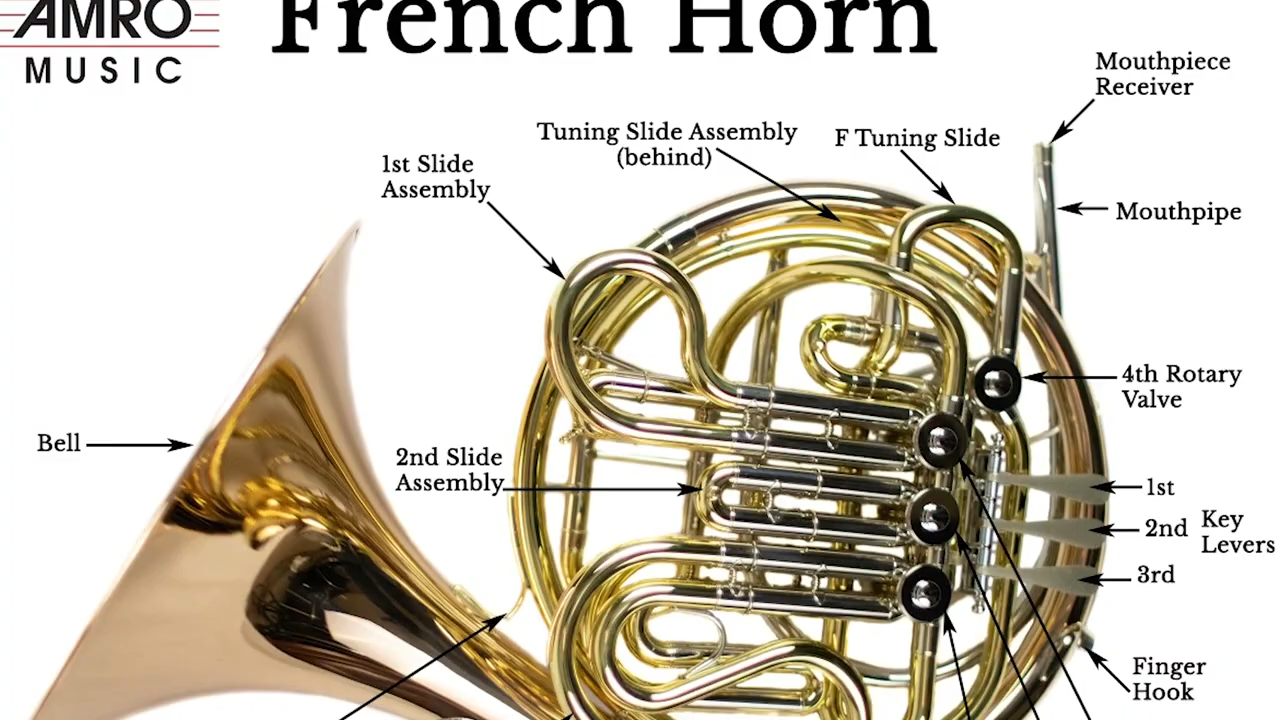 AMRO
MUSIC
French Horn
Mouthpiece
Receiver
Tuning Slide Assembly
(behind)
F Tuning Slide
1st Slide
Assembly
Mouthpipe
4th Rotary
Valve
Bell
2nd Slide
Assembly
1st
2nd
3rd
Key
Levers
Finger
Hook